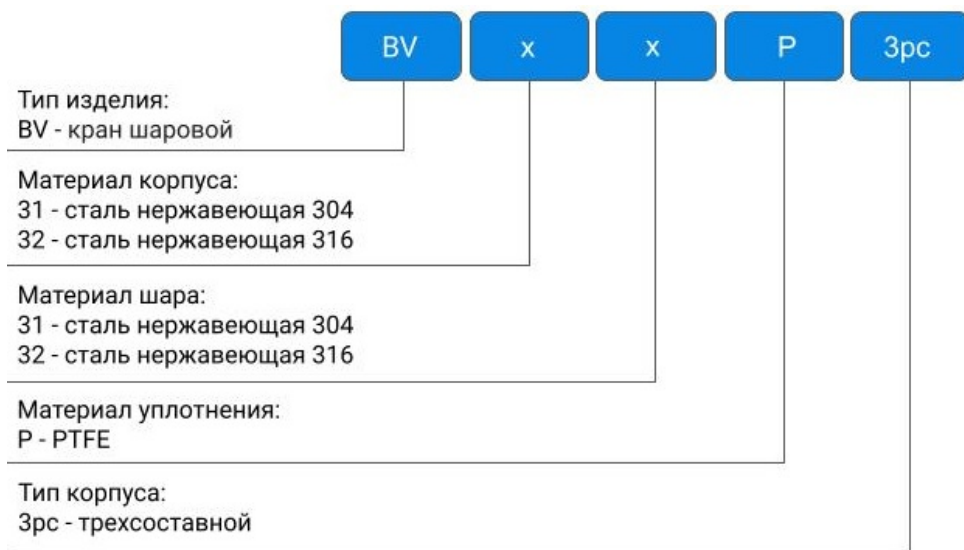 BV x x P 3pc
Тип изделия:
BV - кран шаровой
Материал корпуса:
31 - сталь нержавеющая 304
32 - сталь нержавеющая 316
Материал шара:
31 - сталь нержавеющая 304
32 - сталь нержавеющая 316
Материал уплотнения:
P - PTFE
Тип корпуса:
3pc - трехсоставной